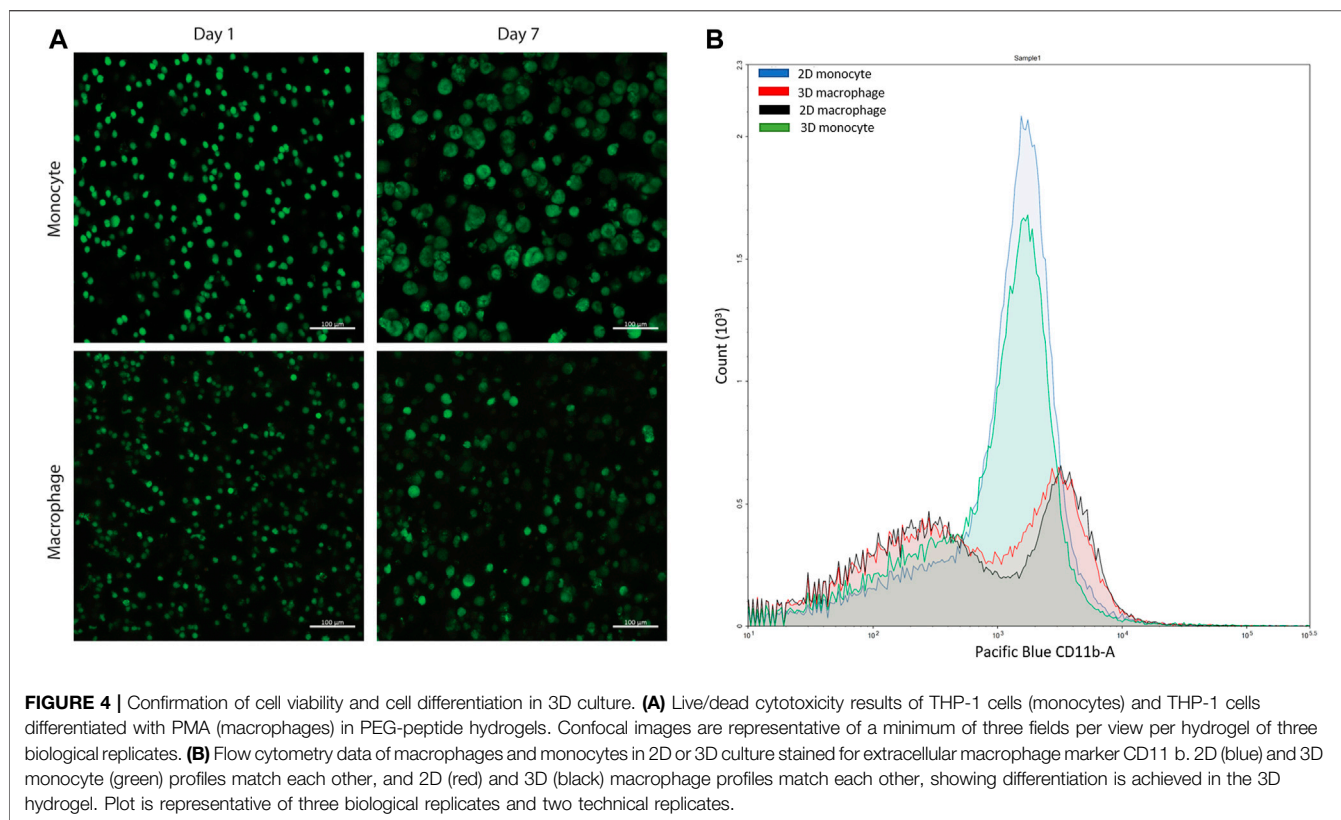 A
Day 1
Day 7
Monocyte
100 µm
100 µm
Macrophage
100 µm
100 µm
B
Sample1
2D monocyte
3D macrophage
2D macrophage
3D monocyte
2.3
2
1.5
1
0.5
0
Count (10³)
10¹
10²
10³
10⁴
10⁵
10⁵·⁵
Pacific Blue CD11b-A
FIGURE 4 | Confirmation of cell viability and cell differentiation in 3D culture. (A) Live/dead cytotoxicity results of THP-1 cells (monocytes) and THP-1 cells
differentiated with PMA (macrophages) in PEG-peptide hydrogels. Confocal images are representative of a minimum of three fields per view per hydrogel of three
biological replicates. (B) Flow cytometry data of macrophages and monocytes in 2D or 3D culture stained for extracellular macrophage marker CD11 b. 2D (blue) and 3D
monocyte (green) profiles match each other, and 2D (red) and 3D (black) macrophage profiles match each other, showing differentiation is achieved in the 3D
hydrogel. Plot is representative of three biological replicates and two technical replicates.